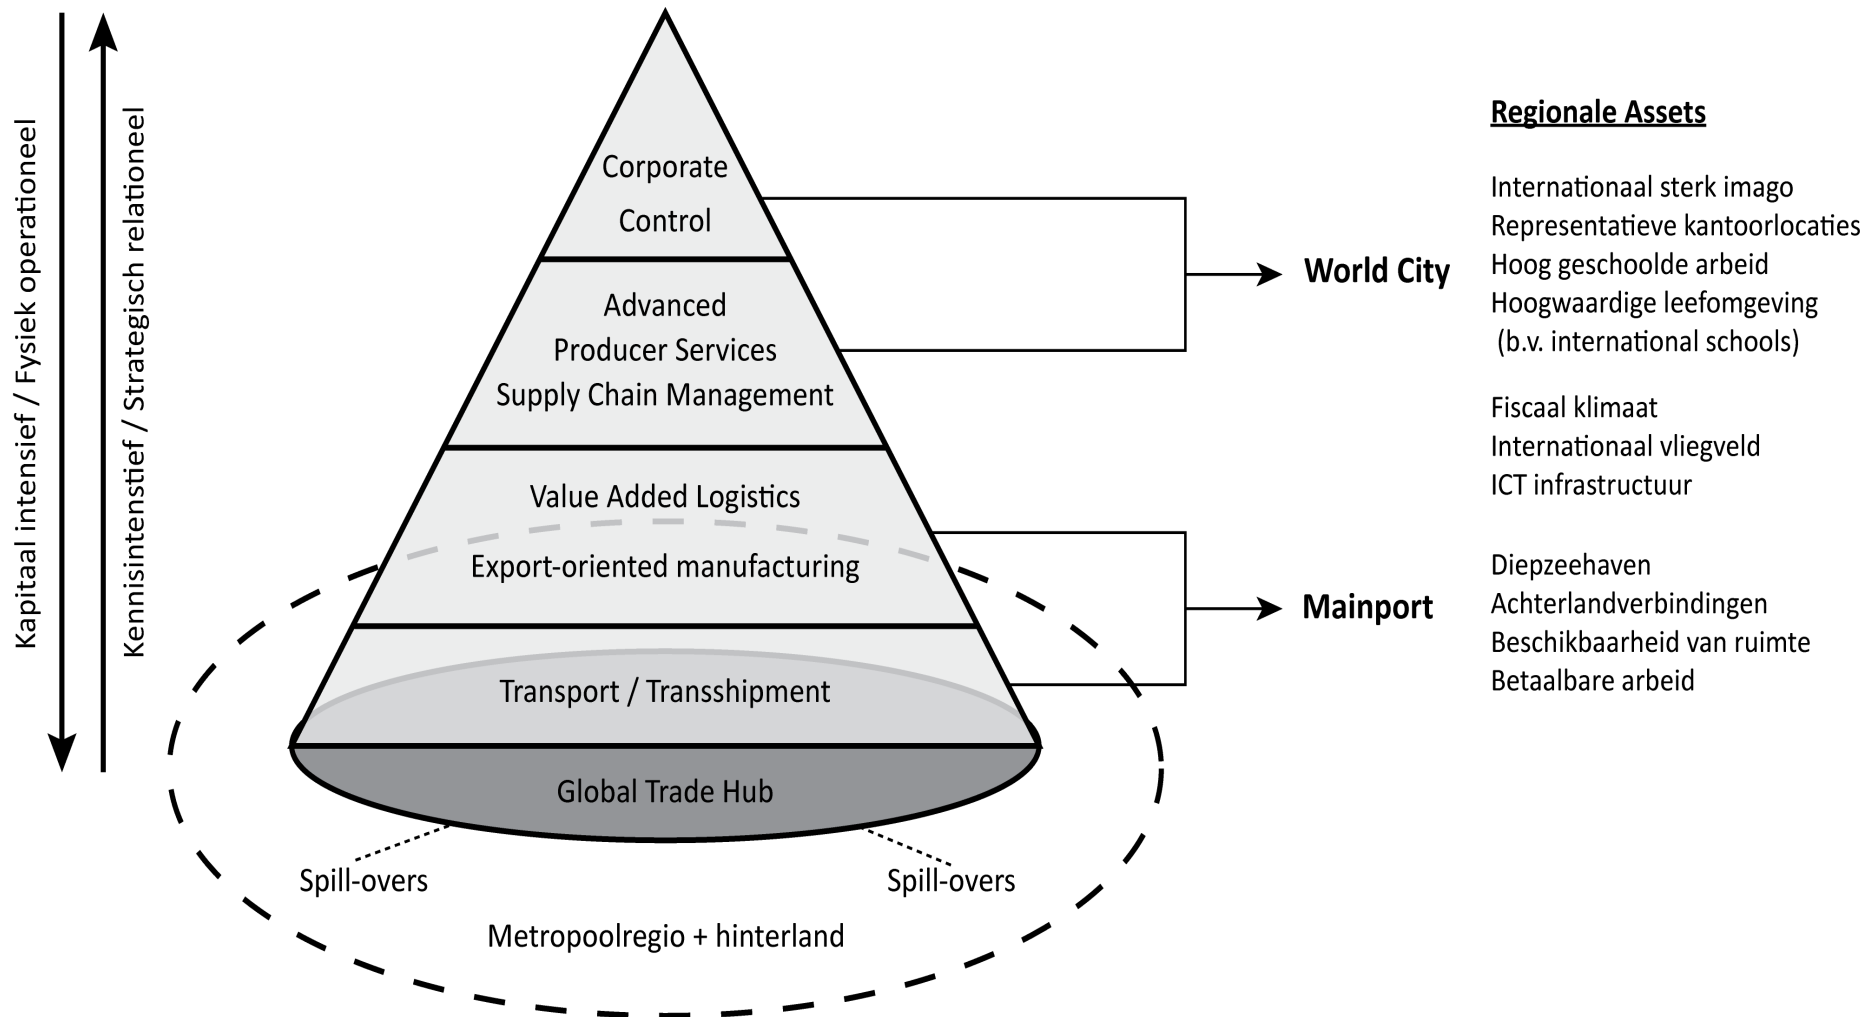 Kapitaal intensief / Fysiek operationeel
Kennisintenstief / Strategisch relationeel
Corporate
Control
Advanced
Producer Services
Supply Chain Management
Value Added Logistics
Export-oriented manufacturing
Transport / Transshipment
Global Trade Hub
Spill-overs
Spill-overs
Metropoolregio + hinterland
World City
Mainport
Regionale Assets
Internationaal sterk imago
Representatieve kantoorlocaties
Hoog geschoolde arbeid
Hoogwaardige leefomgeving
(b.v. international schools)
Fiscaal klimaat
Internationaal vliegveld
ICT infrastructuur
Diepzeehaven
Achterlandverbindingen
Beschikbaarheid van ruimte
Betaalbare arbeid